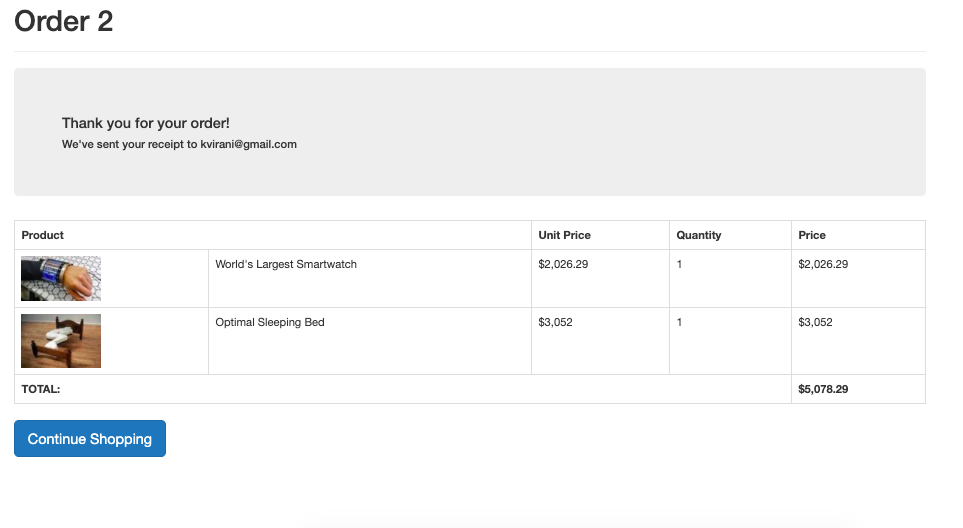 Order 2
Thank you for your order!
We've sent your receipt to kvirani@gmail.com
Product Unit Price Quantity Price
World's Largest Smartwatch $2,026.29 1 $2,026.29
Optimal Sleeping Bed $3,052 1 $3,052
TOTAL: $5,078.29
Continue Shopping